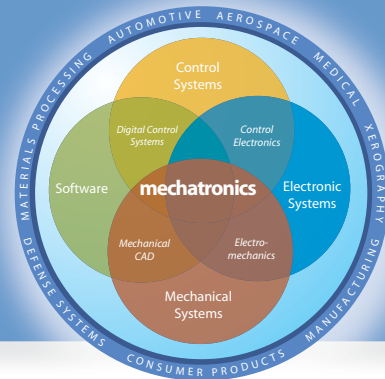 MATERIALS PROCESSING AUTOMOTIVE AEROSPACE MEDICAL XEROGRAPHY
Control
Systems
Digital Control
Systems
Control
Electronics
Software
mechatronics
Electronic
Systems
Mechanical
CAD
Electro-
mechanics
Mechanical
Systems
DEFENSE SYSTEMS CONSUMER PRODUCTS MANUFACTURING